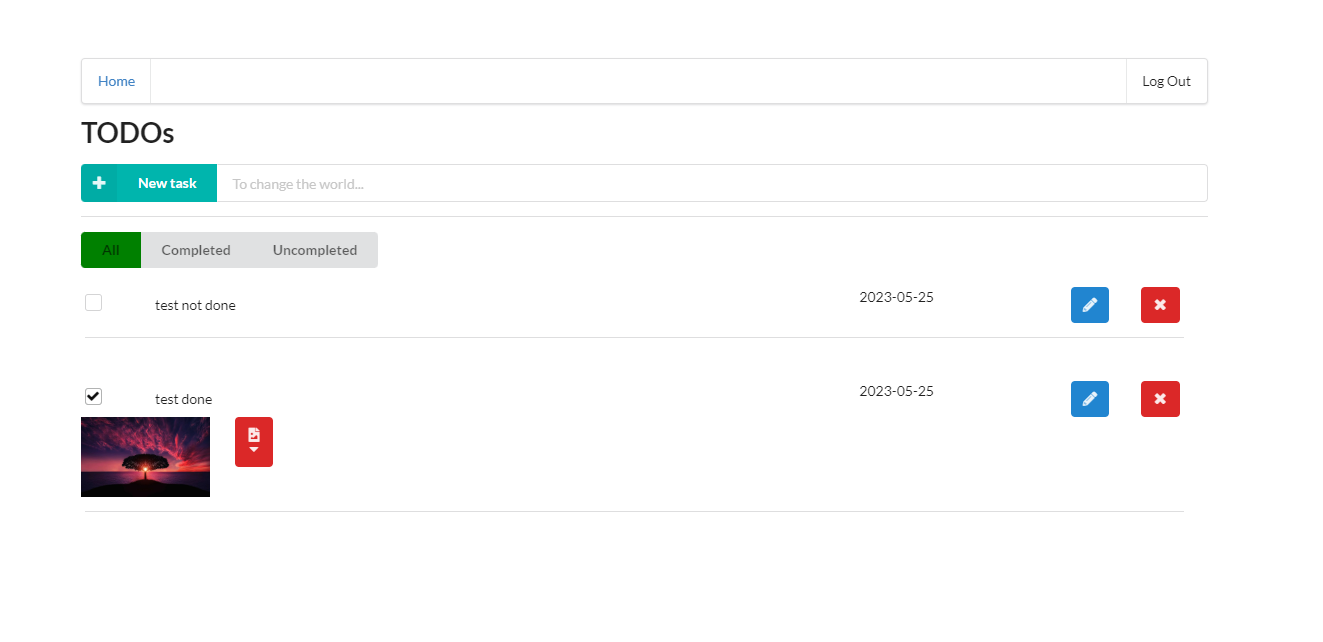 Home Log Out
TODOs
New task To change the world...
All Completed Uncompleted
test not done 2023-05-25
test done 2023-05-25